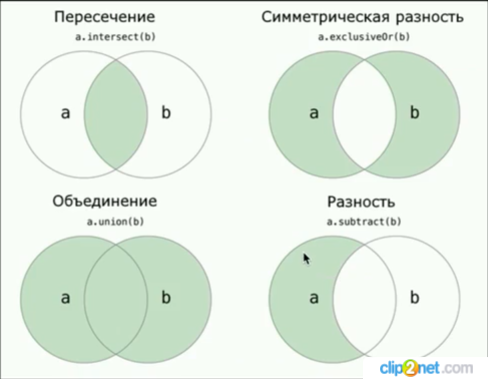 Пересечение
a.intersect(b)
a
b
Симметрическая разность
a.exclusiveOr(b)
a
b
Объединение
a.union(b)
a
b
Разность
a.subtract(b)
a
b
clip2net.com